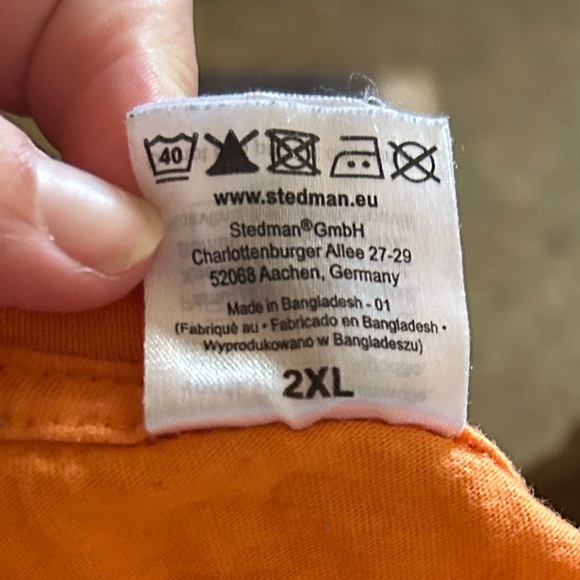 40
www.stedman.eu
Stedman®GmbH
Charlottenburger Allee 27-29
52068 Aachen, Germany
Made in Bangladesh - 01
(Fabriqué au • Fabricado en Bangladesh •
Wyprodukowano w Bangladeszu)
2XL